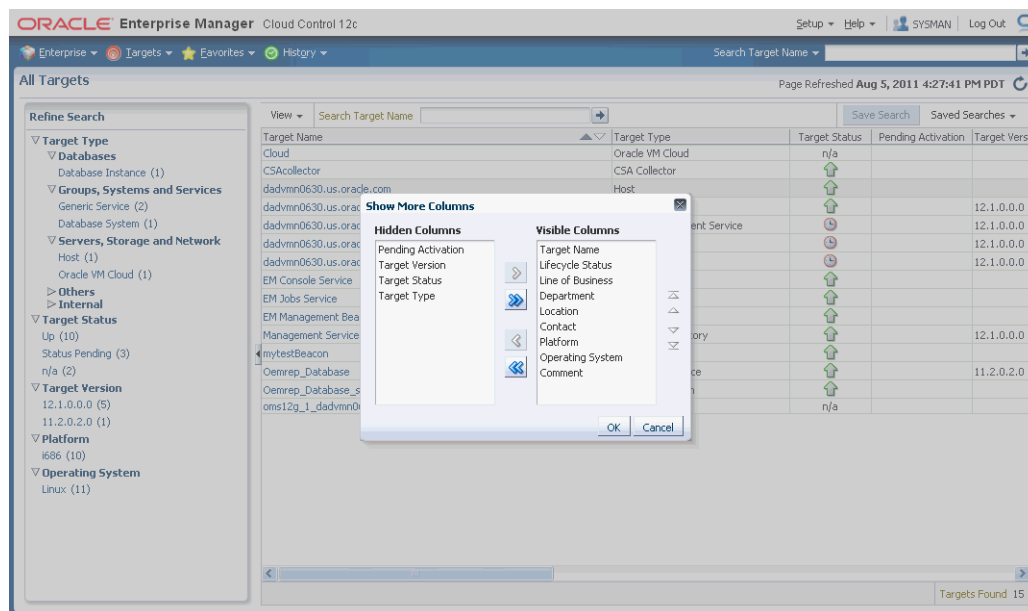 ORACLE Enterprise Manager Cloud Control 12c
Setup Help SYSMAN Log Out
Enterprise Targets Favorites History
Search Target Name
All Targets
Page Refreshed Aug 5, 2011 4:27:41 PM PDT
Refine Search
Target Type
Databases
Database Instance (1)
Groups, Systems and Services
Generic Service (2)
Database System (1)
Servers, Storage and Network
Host (1)
Oracle VM Cloud (1)
Others
Internal
Target Status
Up (10)
Status Pending (3)
n/a (2)
Target Version
12.1.0.0.0 (5)
11.2.0.2.0 (1)
Platform
i686 (10)
Operating System
Linux (11)
View Search Target Name
Save Search Saved Searches
Target Name Target Type Target Status Pending Activation Target Vers
Cloud Oracle VM Cloud n/a
CSAcollector CSA Collector
dadvmn0630.us.oracle.com Host
dadvmn0630.us.orac 12.1.0.0.0
dadvmn0630.us.orac ent Service 12.1.0.0.0
dadvmn0630.us.orac 12.1.0.0.0
dadvmn0630.us.orac 12.1.0.0.0
EM Console Service
EM Jobs Service
EM Management Bea
Management Service ory 12.1.0.0.0
mytestBeacon
Oemrep_Database ce 11.2.0.2.0
Oemrep_Database_s n
oms12g_1_dadvmn0 n/a
Show More Columns
Hidden Columns
Pending Activation
Target Version
Target Status
Target Type
Visible Columns
Target Name
Lifecycle Status
Line of Business
Department
Location
Contact
Platform
Operating System
Comment
OK Cancel
Targets Found 15